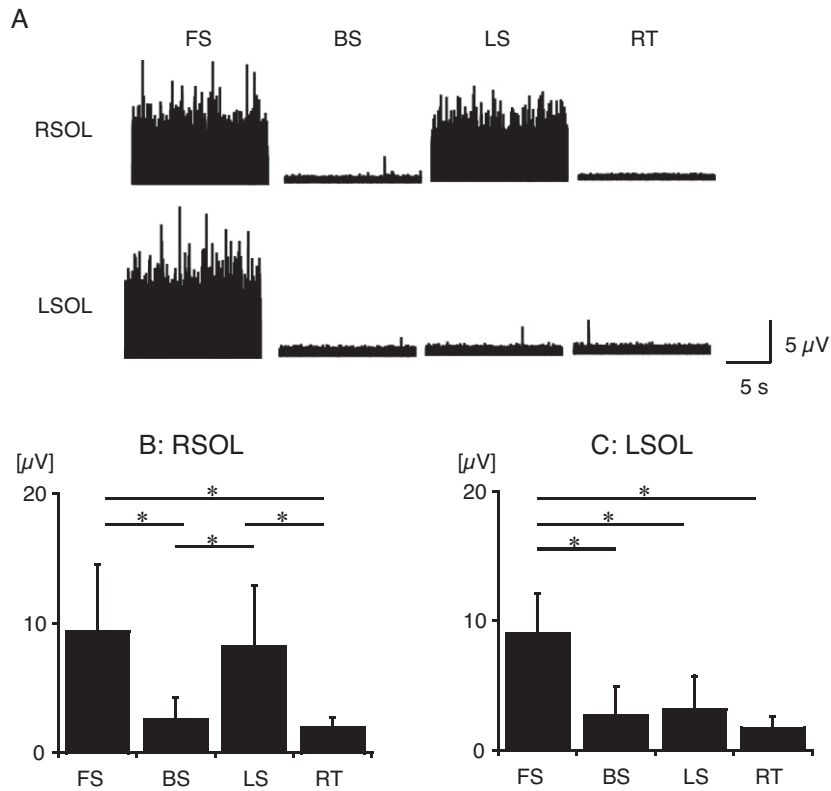 A
FS BS LS RT
RSOL
LSOL
5 µV
5 s
B: RSOL
[µV]
20
10
0
* 
* *
*
FS BS LS RT
C: LSOL
[µV]
20
10
0
*
*
*
FS BS LS RT